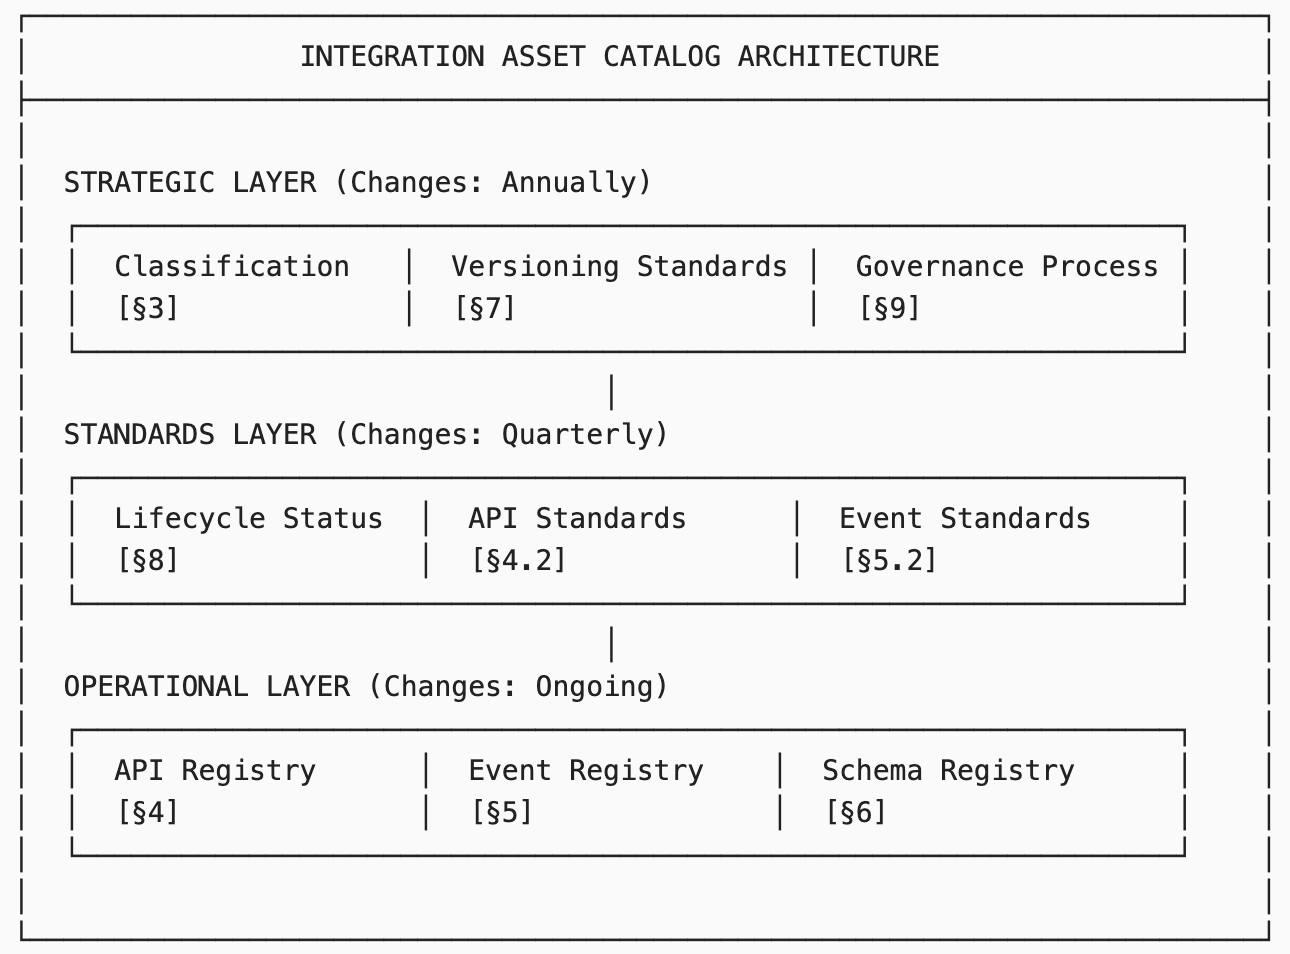 INTEGRATION ASSET CATALOG ARCHITECTURE
STRATEGIC LAYER (Changes: Annually)
Classification │ Versioning Standards │ Governance Process
[§3] │ [§7] │ [§9]
STANDARDS LAYER (Changes: Quarterly)
Lifecycle Status │ API Standards │ Event Standards
[§8] │ [§4.2] │ [§5.2]
OPERATIONAL LAYER (Changes: Ongoing)
API Registry │ Event Registry │ Schema Registry
[§4] │ [§5] │ [§6]